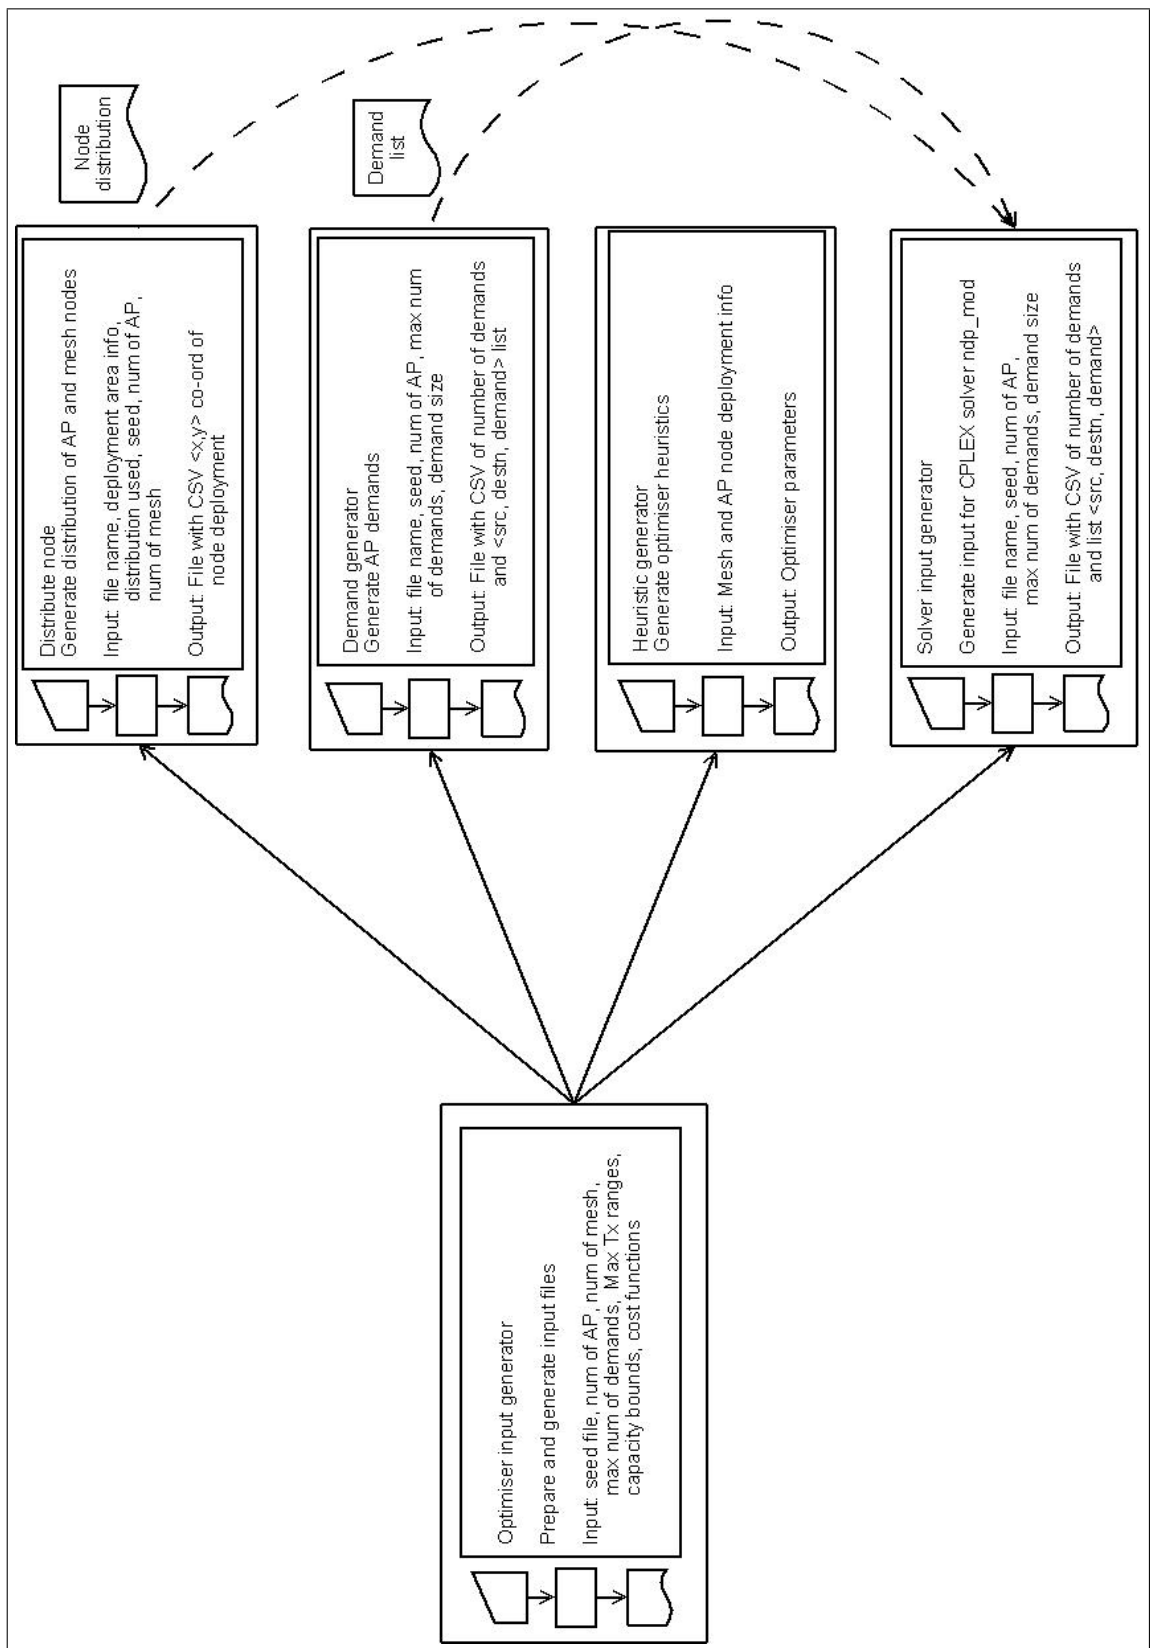 Optimiser input generator
Prepare and generate input files
Input: seed file, num of AP, num of mesh,
max num of demands, Max Tx ranges,
capacity bounds, cost functions
Distribute node
Generate distribution of AP and mesh nodes
Input: file name, deployment area info,
distribution used, seed, num of AP,
num of mesh
Output: File with CSV <x,y> co-ord of
node deployment
Node
distribution
Demand generator
Generate AP demands
Input: file name, seed, num of AP, max num
of demands, demand size
Output: File with CSV of number of demands
and <src, destn, demand> list
Demand
list
Heuristic generator
Generate optimiser heuristics
Input: Mesh and AP node deployment info
Output: Optimiser parameters
Solver input generator
Generate input for CPLEX solver ndp_mod
Input: file name, seed, num of AP,
max num of demands, demand size
Output: File with CSV of number of demands
and list <src, destn, demand>